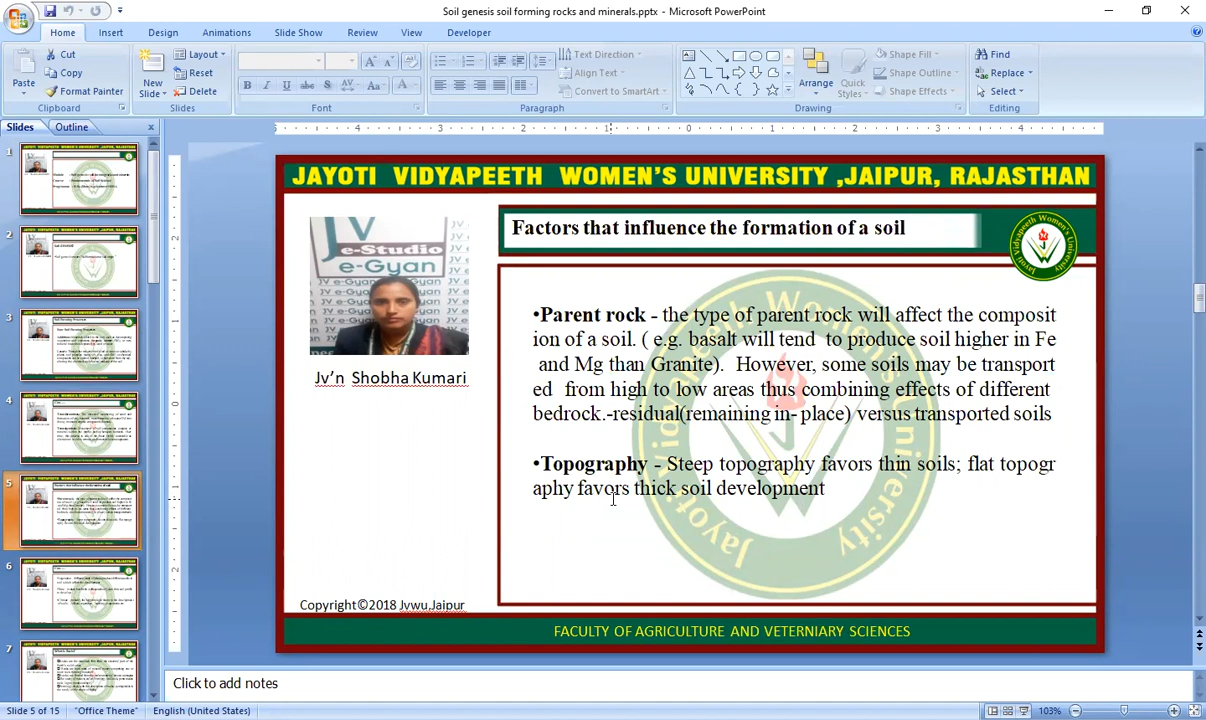 Soil genesis soil forming rocks and minerals.pptx - Microsoft PowerPoint
Home Insert Design Animations Slide Show Review View Developer
Cut
Copy
Format Painter
Paste
Clipboard
New Slide
Layout
Reset
Delete
Slides
Font
Text Direction
Align Text
Convert to SmartArt
Paragraph
Arrange
Quick Styles
Shape Fill
Shape Outline
Shape Effects
Drawing
Find
Replace
Select
Editing
Slides Outline
JAYOTI VIDYAPEETH WOMEN'S UNIVERSITY ,JAIPUR, RAJASTHAN
Factors that influence the formation of a soil
JV
e-Studio
e-Gyan
Jv'n Shobha Kumari
•Parent rock - the type of parent rock will affect the composit
ion of a soil. ( e.g. basalt will tend to produce soil higher in Fe
and Mg than Granite). However, some soils may be transport
ed from high to low areas thus combining effects of different
bedrock.-residual(remaining in- place) versus transported soils
•Topography - Steep topography favors thin soils; flat topogr
aphy favors thick soil development
Copyright©2018 Jvwu,Jaipur
FACULTY OF AGRICULTURE AND VETERNIARY SCIENCES
Click to add notes
Slide 5 of 15 "Office Theme" English (United States) 103%